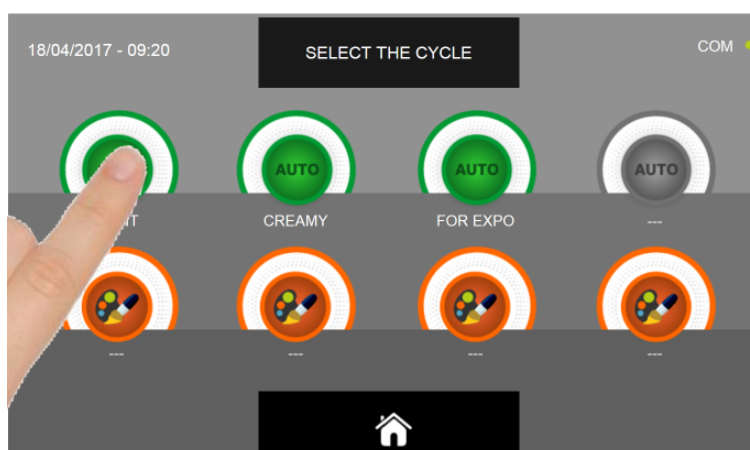 18/04/2017 - 09:20
SELECT THE CYCLE
COM
AUTO
AUTO
AUTO
CREAMY
FOR EXPO
---
---
---
---
---